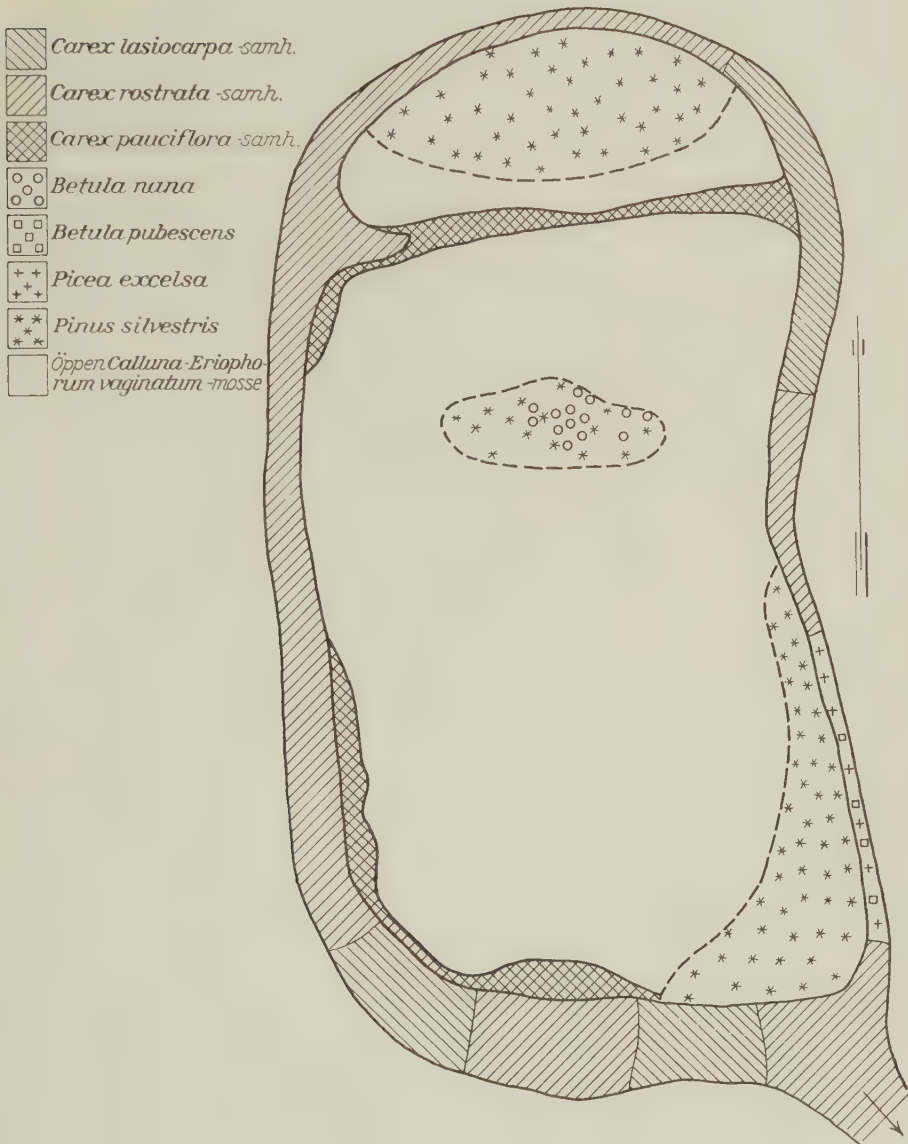 Carex lasiocarpa -samh.
Carex rostrata -samh.
Carex pauciflora -samh.
Betula nana
Betula pubescens
Picea excelsa
Pinus silvestris
Öppen Calluna-Eriopho-
rum vaginatum -mosse